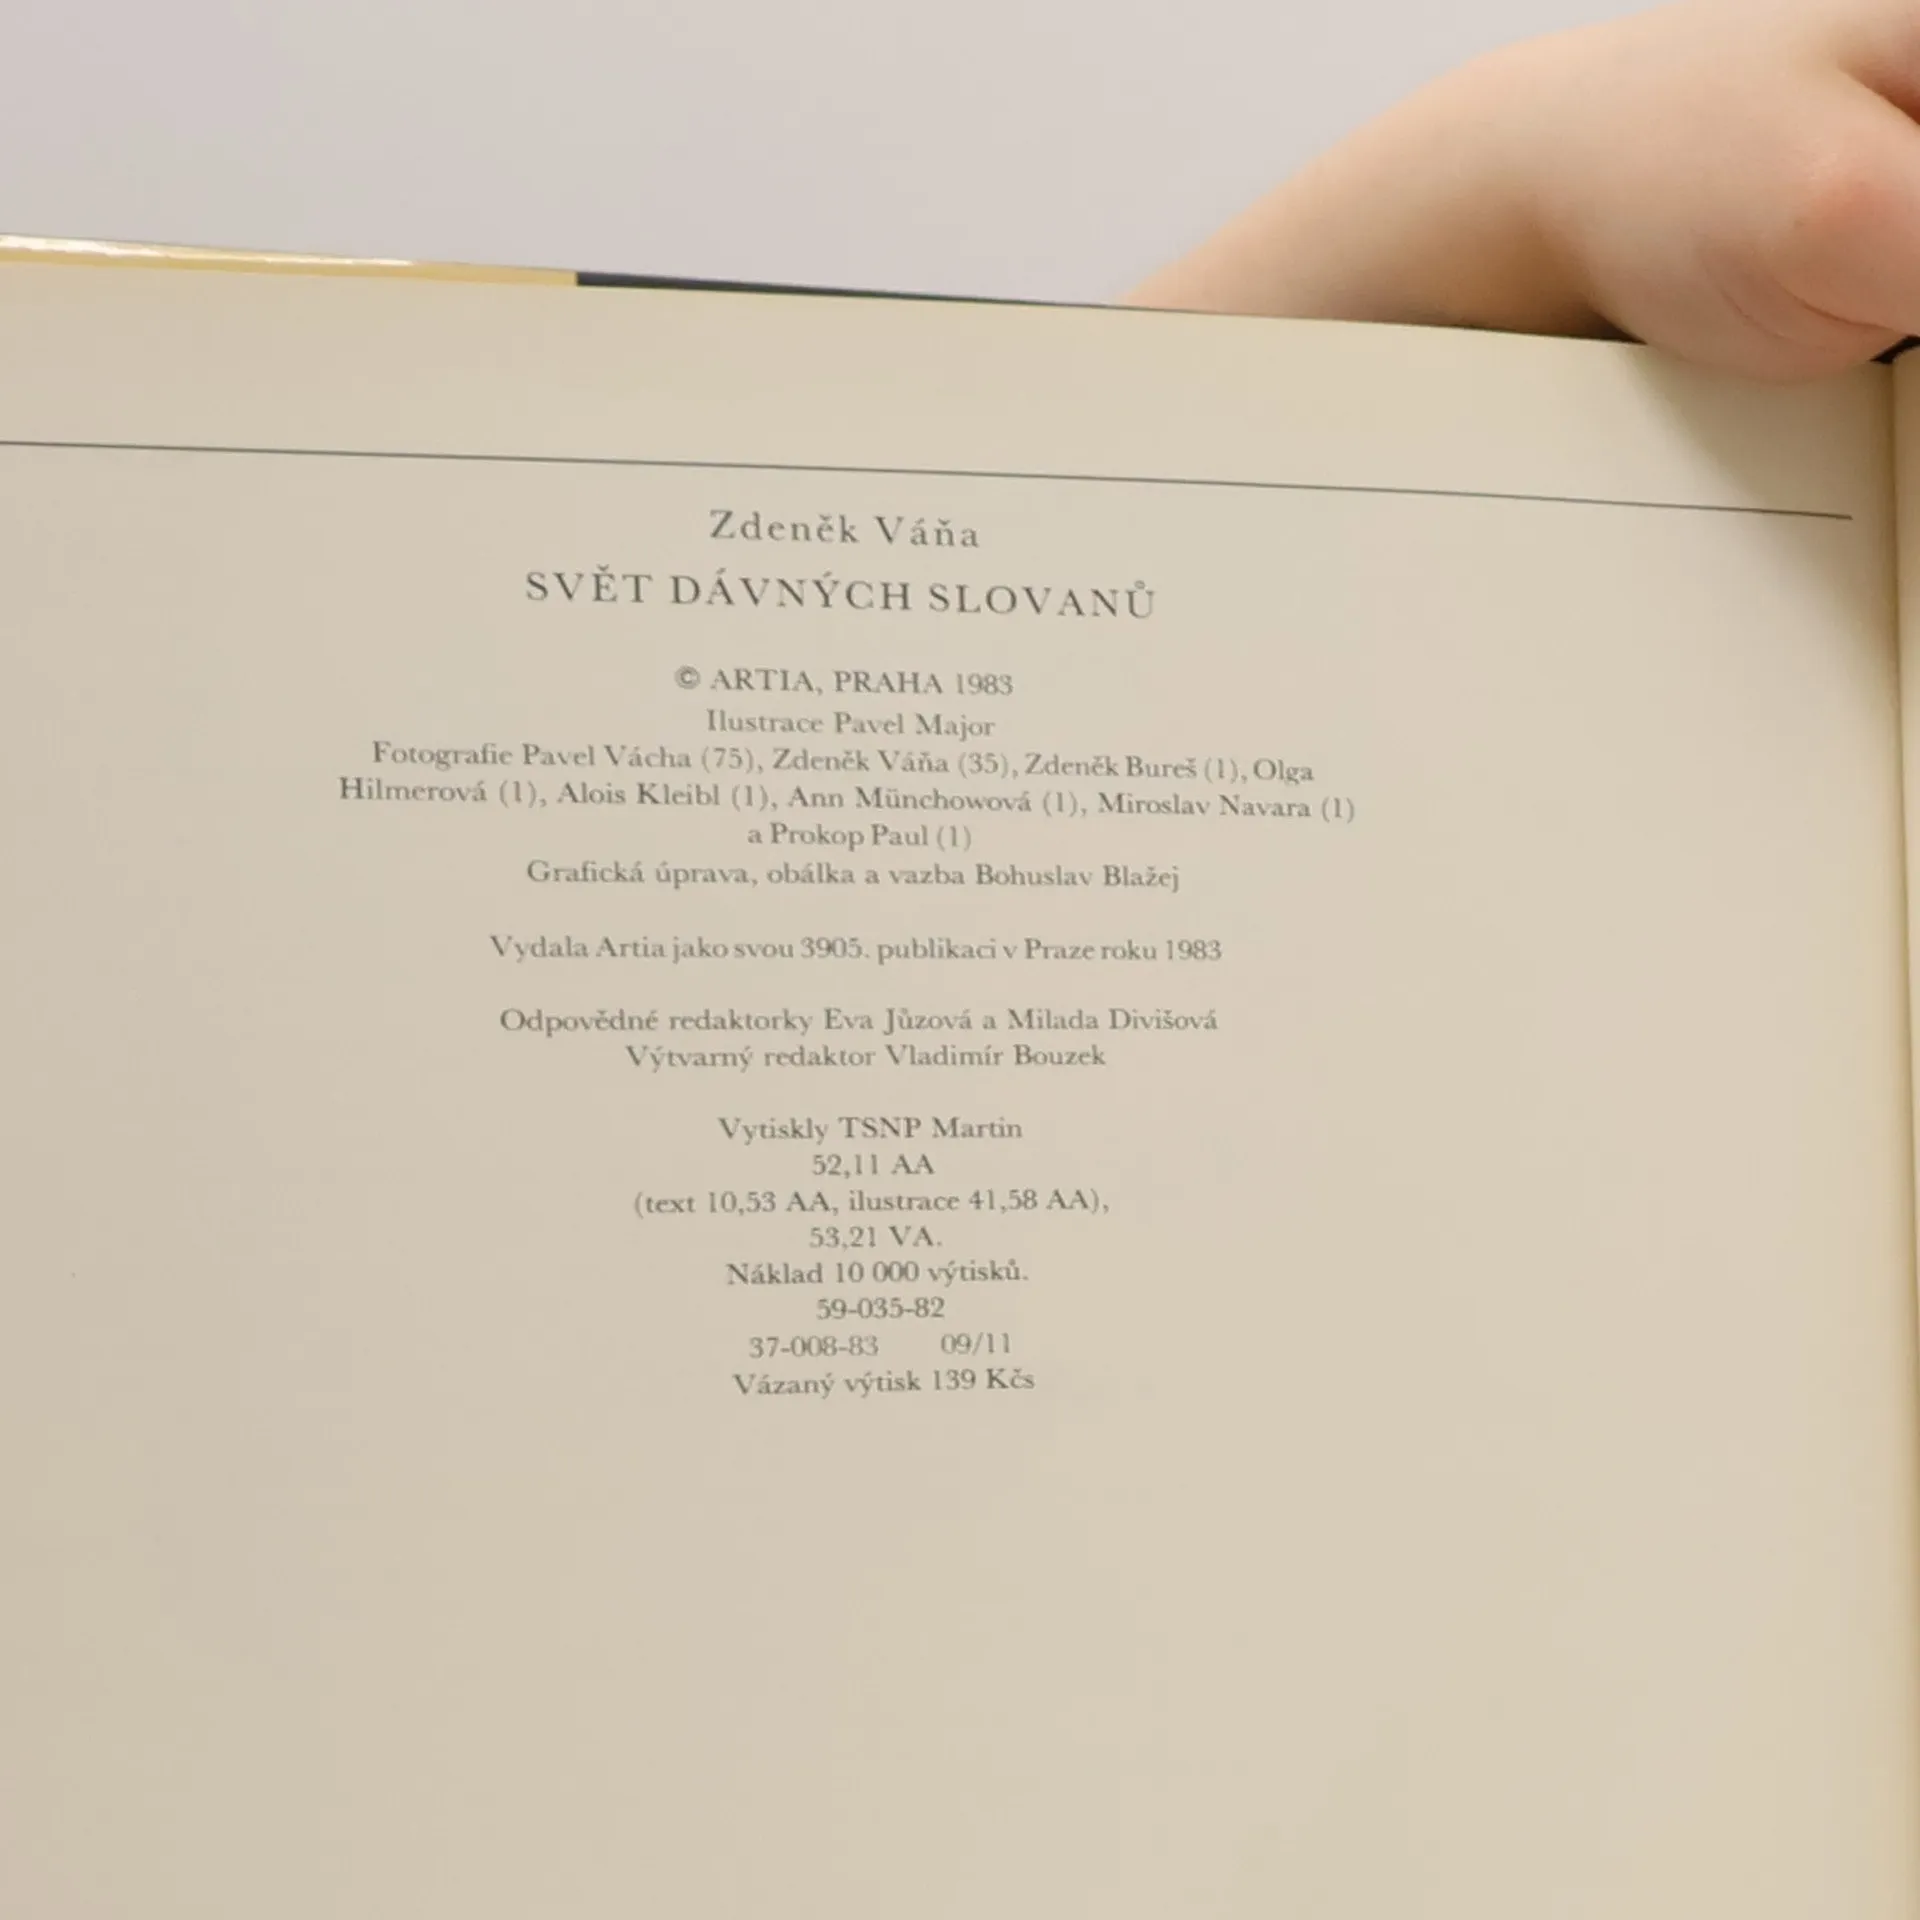 Zdeněk Váňa
SVĚT DÁVNÝCH SLOVANŮ
© ARTIA, PRAHA 1983
Ilustrace Pavel Major
Fotografie Pavel Vácha (75), Zdeněk Váňa (35), Zdeněk Bureš (1), Olga
Hilmerová (1), Alois Kleibl (1), Ann Münchowová (1), Miroslav Navara (1)
a Prokop Paul (1)
Grafická úprava, obálka a vazba Bohuslav Blažej
Vydala Artia jako svou 3905. publikaci v Praze roku 1983
Odpovědné redaktorky Eva Jůzová a Milada Divišová
Výtvarný redaktor Vladimír Bouzek
Vytiskly TSNP Martin
52,11 AA
(text 10,53 AA, ilustrace 41,58 AA),
53,21 VA.
Náklad 10 000 výtisků.
59-035-82
37-008-83 09/11
Vázaný výtisk 139 Kčs